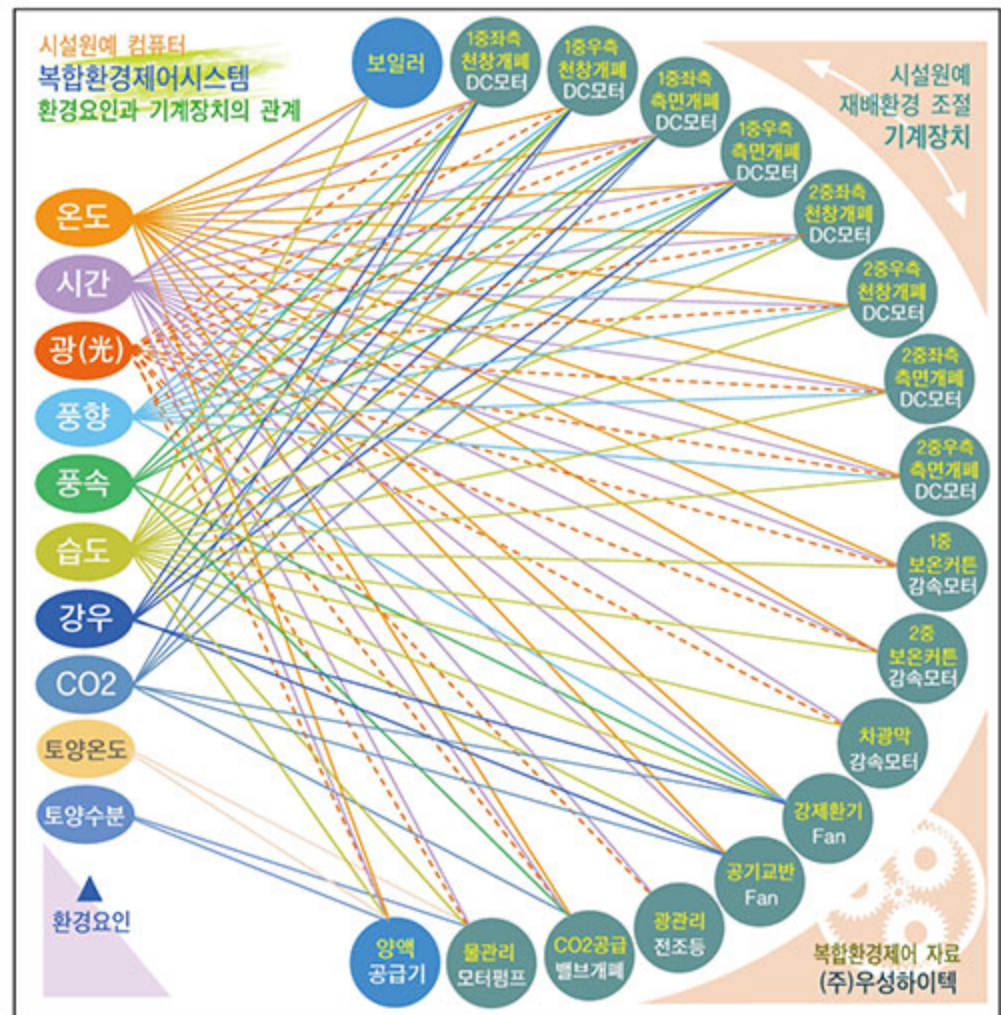 시설원예 컴퓨터
복합환경제어시스템
환경요인과 기계장치의 관계
시설원예
재배환경 조절
기계장치
온도
시간
광(光)
풍향
풍속
습도
강우
CO2
토양온도
토양수분
환경요인
보일러
1중좌측
천창개폐
DC모터
1중우측
천창개폐
DC모터
1중좌측
측면개폐
DC모터
1중우측
측면개폐
DC모터
2중좌측
천창개폐
DC모터
2중우측
천창개폐
DC모터
2중좌측
측면개폐
DC모터
2중우측
측면개폐
DC모터
1중
보온커튼
감속모터
2중
보온커튼
감속모터
차광막
감속모터
강제환기
Fan
공기교반
Fan
광관리
전조등
CO2공급
밸브개폐
물관리
모터펌프
양액
공급기
복합환경제어 자료
(주)우성하이텍